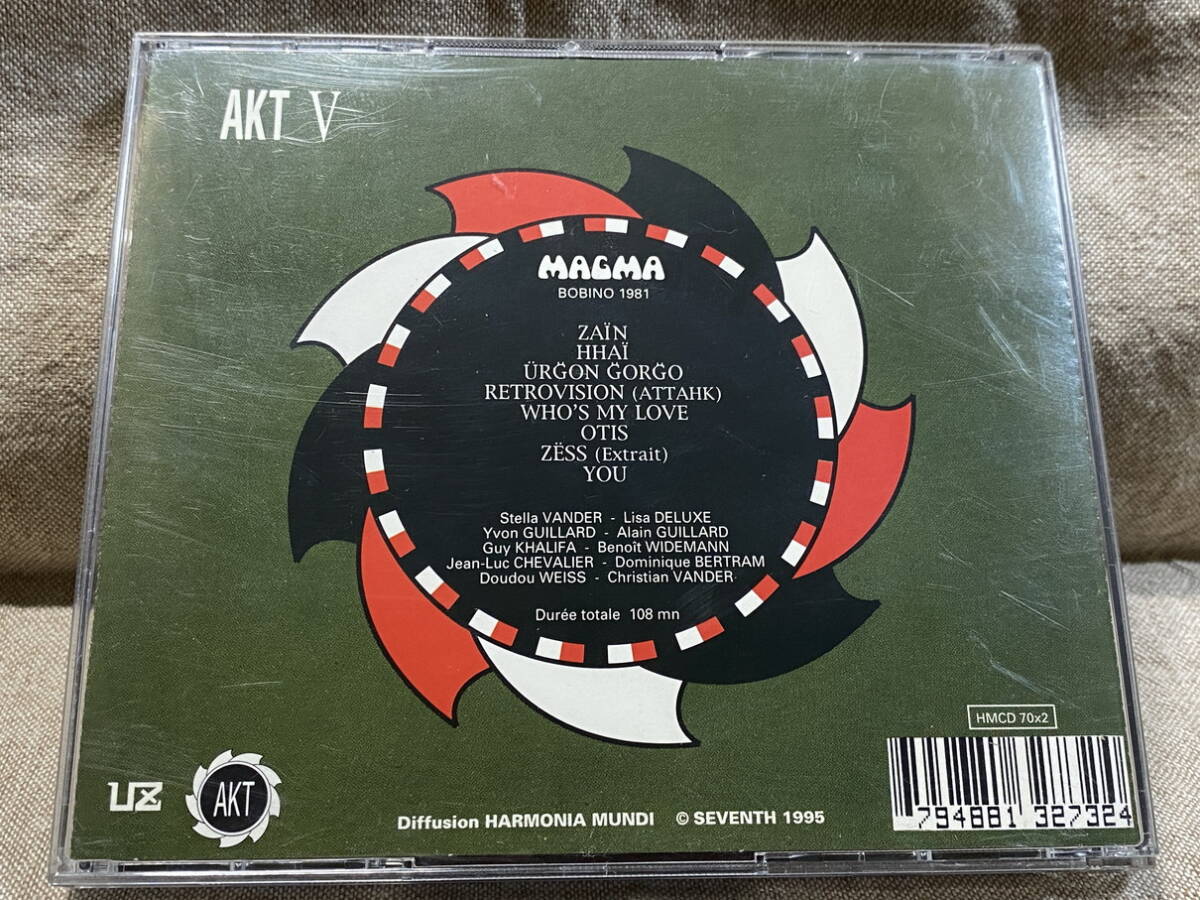 AKT V
MAGMA
BOBINO 1981
ZAÏN
HHAÏ
ÜRĞON ĞORĞO
RETROVISION (ATTAHK)
WHO'S MY LOVE
OTIS
ZËSS (Extrait)
YOU
Stella VANDER - Lisa DELUXE
Yvon GUILLARD - Alain GUILLARD
Guy KHALIFA - Benoît WIDEMANN
Jean-Luc CHEVALIER - Dominique BERTRAM
Doudou WEISS - Christian VANDER
Durée totale 108 mn
HMCD 70x2
AKT
Diffusion HARMONIA MUNDI © SEVENTH 1995
794881 327324